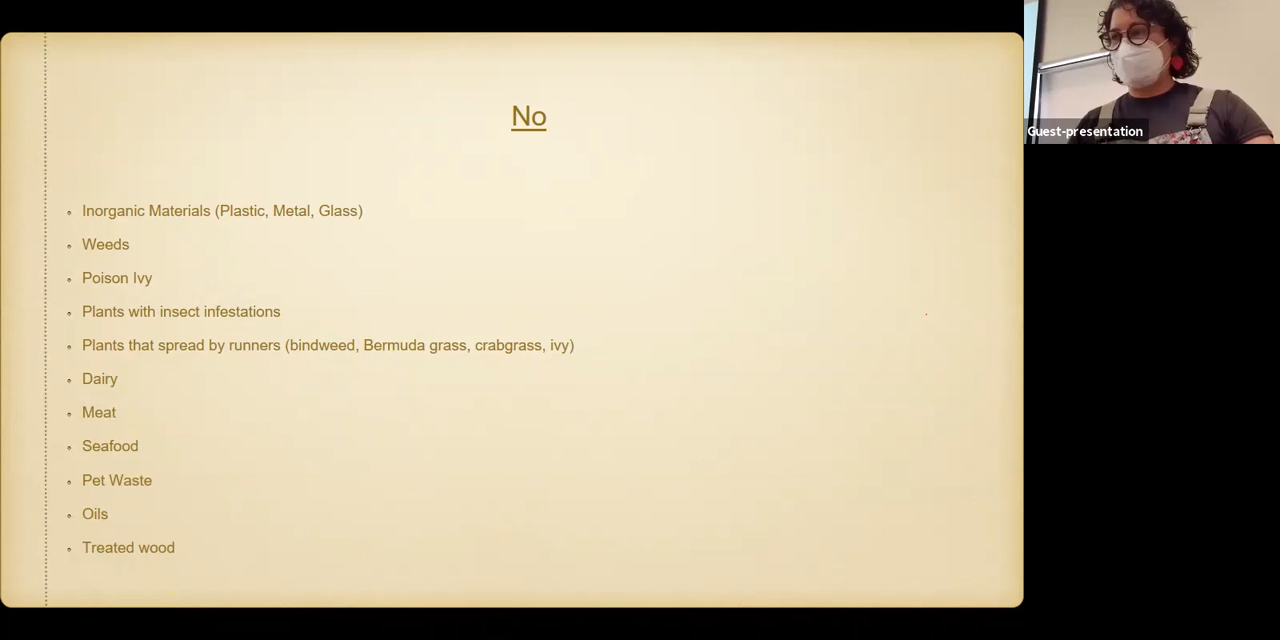 No
Inorganic Materials (Plastic, Metal, Glass)
Weeds
Poison Ivy
Plants with insect infestations
Plants that spread by runners (bindweed, Bermuda grass, crabgrass, ivy)
Dairy
Meat
Seafood
Pet Waste
Oils
Treated wood
Guest-presentation